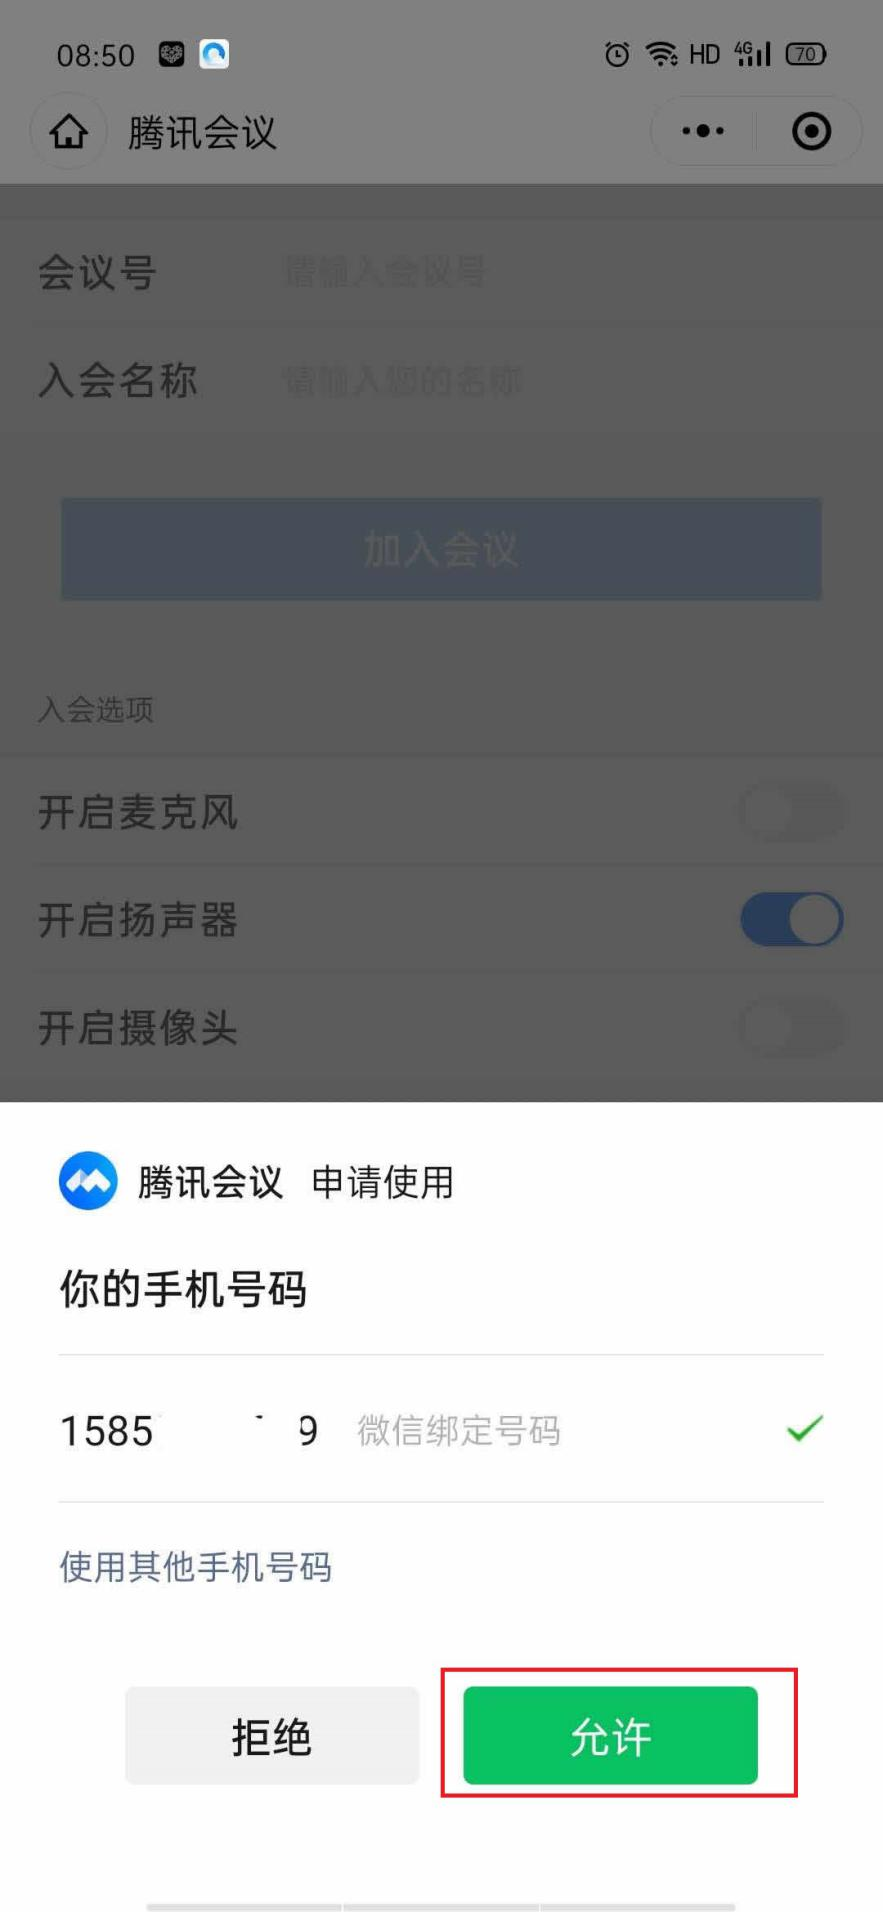 08:50 HD 4G 70
腾讯会议
会议号 请输入会议号
入会名称 请输入您的名称
加入会议
入会选项
开启麦克风
开启扬声器
开启摄像头
腾讯会议 申请使用
你的手机号码
1585 9 微信绑定号码
使用其他手机号码
拒绝 允许